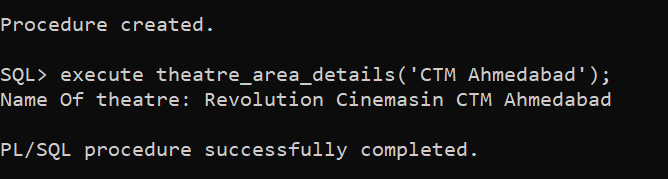 Procedure created.
SQL> execute theatre_area_details('CTM Ahmedabad');
Name Of theatre: Revolution Cinemasin CTM Ahmedabad
PL/SQL procedure successfully completed.